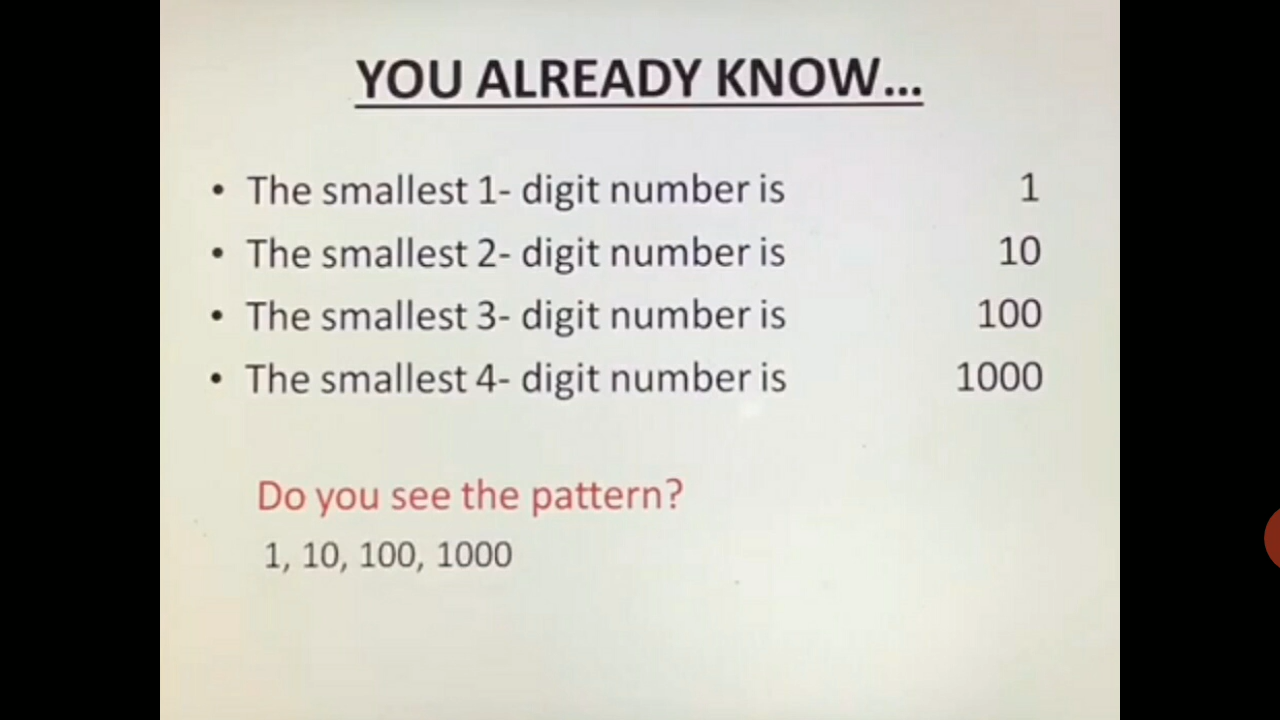 YOU ALREADY KNOW...
• The smallest 1- digit number is 1
• The smallest 2- digit number is 10
• The smallest 3- digit number is 100
• The smallest 4- digit number is 1000
Do you see the pattern?
1, 10, 100, 1000